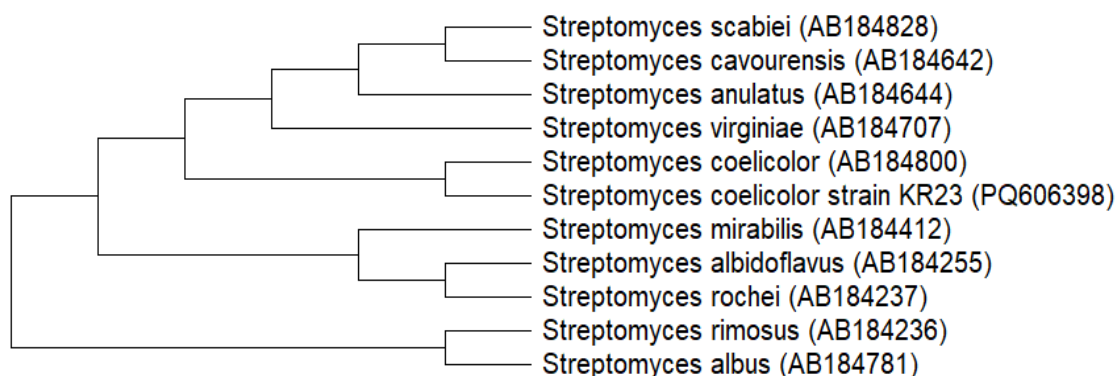 Streptomyces scabiei (AB184828)
Streptomyces cavourensis (AB184642)
Streptomyces anulatus (AB184644)
Streptomyces virginiae (AB184707)
Streptomyces coelicolor (AB184800)
Streptomyces coelicolor strain KR23 (PQ606398)
Streptomyces mirabilis (AB184412)
Streptomyces albidoflavus (AB184255)
Streptomyces rochei (AB184237)
Streptomyces rimosus (AB184236)
Streptomyces albus (AB184781)